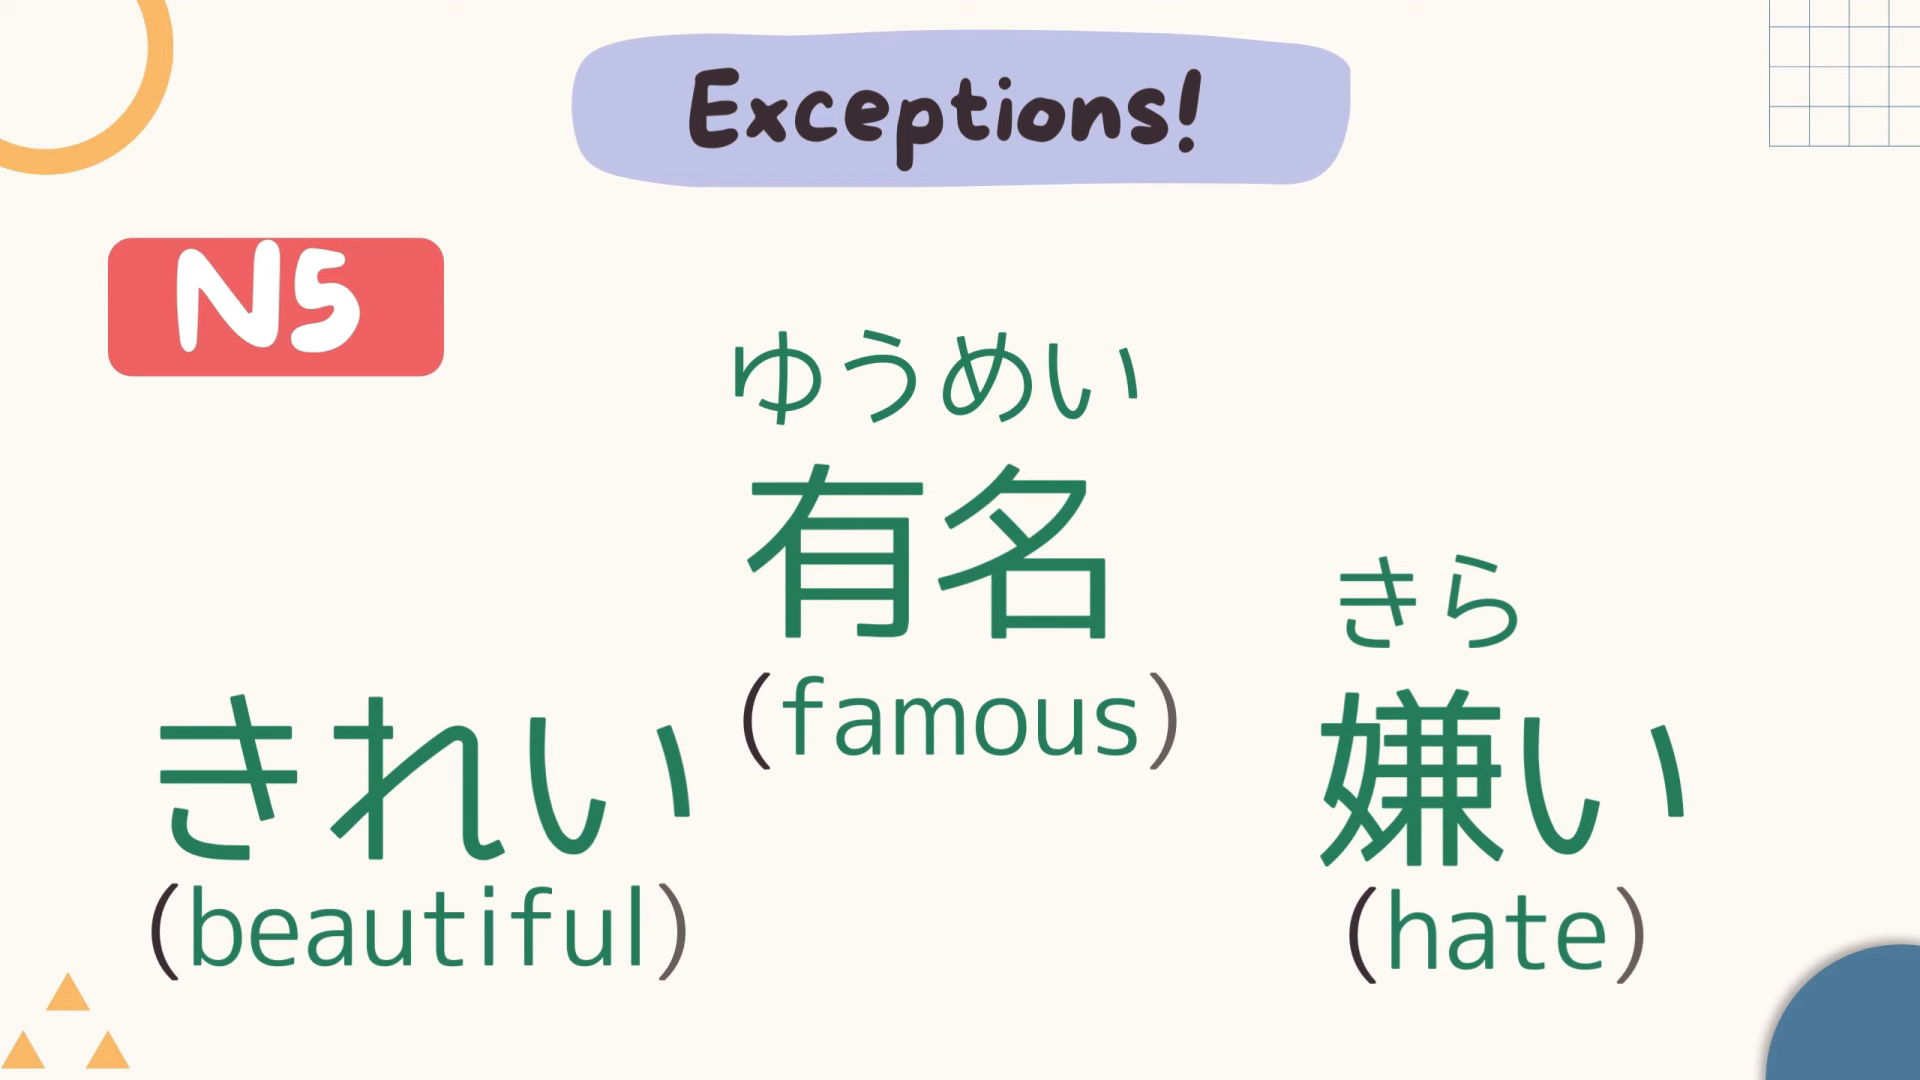 Exceptions!
N5
きれい
(beautiful)
ゆうめい
有名
(famous)
きら
嫌い
(hate)